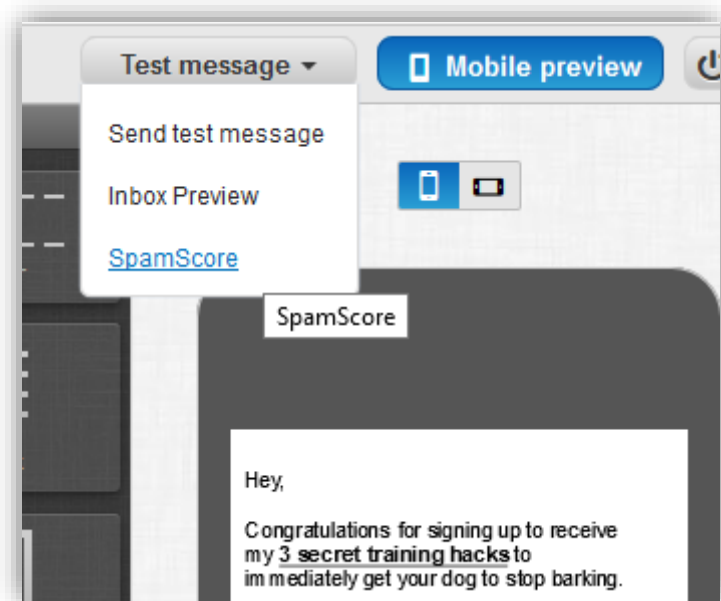 Test message
Mobile preview
Send test message
Inbox Preview
SpamScore
SpamScore
Hey,
Congratulations for signing up to receive
my 3 secret training hacks to
immediately get your dog to stop barking.